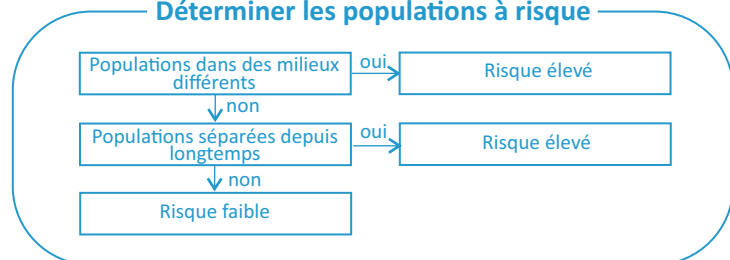 Déterminer les populations à risque
Populations dans des milieux
différents
oui
Risque élevé
non
Populations séparées depuis
longtemps
oui
Risque élevé
non
Risque faible